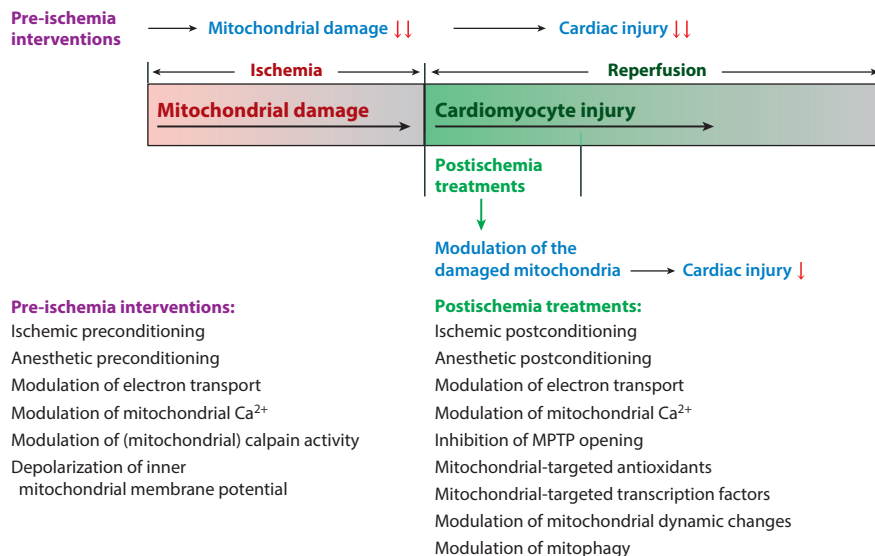 Pre-ischemia
interventions
Mitochondrial damage ↓↓
Cardiac injury ↓↓
Ischemia
Reperfusion
Mitochondrial damage
Cardiomyocyte injury
Postischemia
treatments
Modulation of the
damaged mitochondria
Cardiac injury ↓
Pre-ischemia interventions:
Ischemic preconditioning
Anesthetic preconditioning
Modulation of electron transport
Modulation of mitochondrial Ca²⁺
Modulation of (mitochondrial) calpain activity
Depolarization of inner
mitochondrial membrane potential
Postischemia treatments:
Ischemic postconditioning
Anesthetic postconditioning
Modulation of electron transport
Modulation of mitochondrial Ca²⁺
Inhibition of MPTP opening
Mitochondrial-targeted antioxidants
Mitochondrial-targeted transcription factors
Modulation of mitochondrial dynamic changes
Modulation of mitophagy